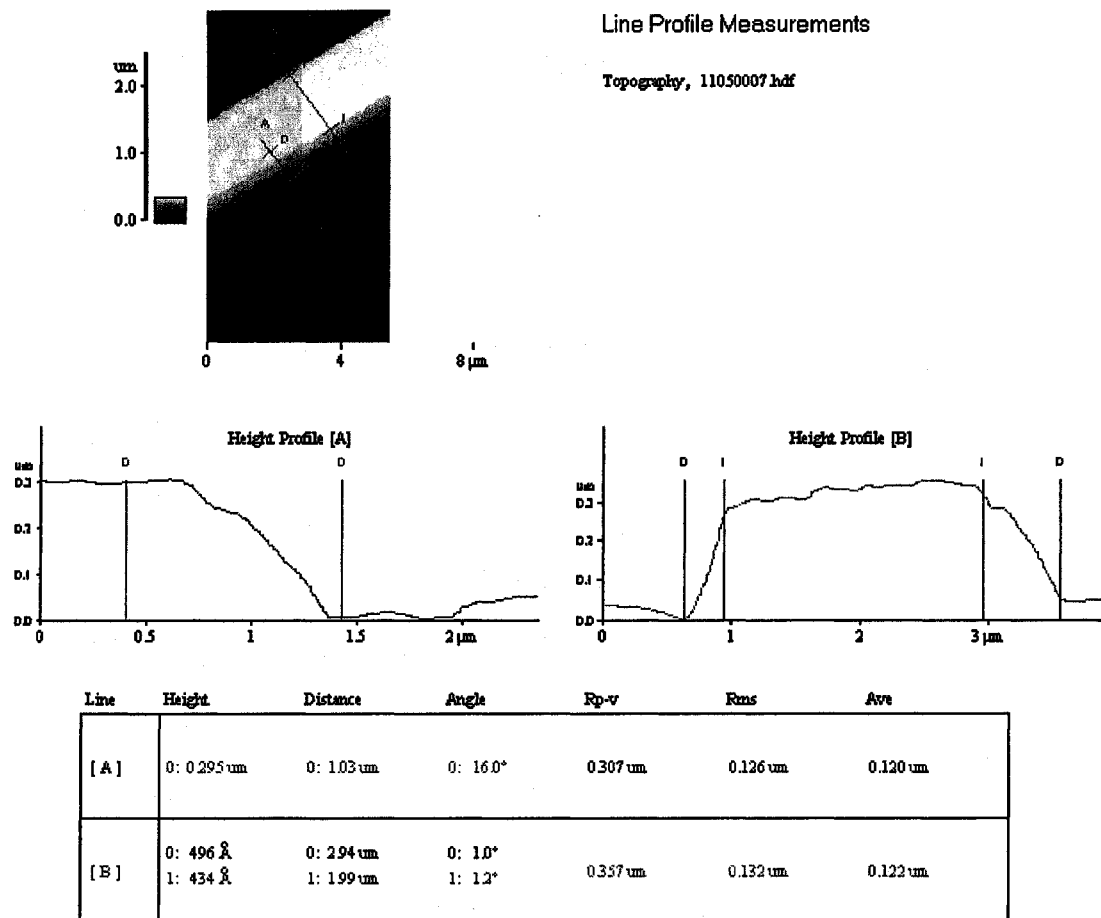 Line Profile Measurements
Topography, 11050007.hdf
um
2.0
1.0
0.0
A
D
1
0 4 8 µm
Height Profile [A]
D D
0.3
0.2
0.1
0.0
0 0.5 1 1.5 2 µm
Height Profile [B]
D 1 1 D
0.3
0.2
0.1
0.0
0 1 2 3 µm
Line Height Distance Angle Rp-v Rms Ave
[A] 0: 0.295 um 0: 1.03 um 0: 16.0° 0.307 um 0.126 um 0.120 um
[B] 0: 496 Å 0: 2.94 um 0: 1.0° 0.357 um 0.132 um 0.122 um
1: 434 Å 1: 1.99 um 1: 1.2°